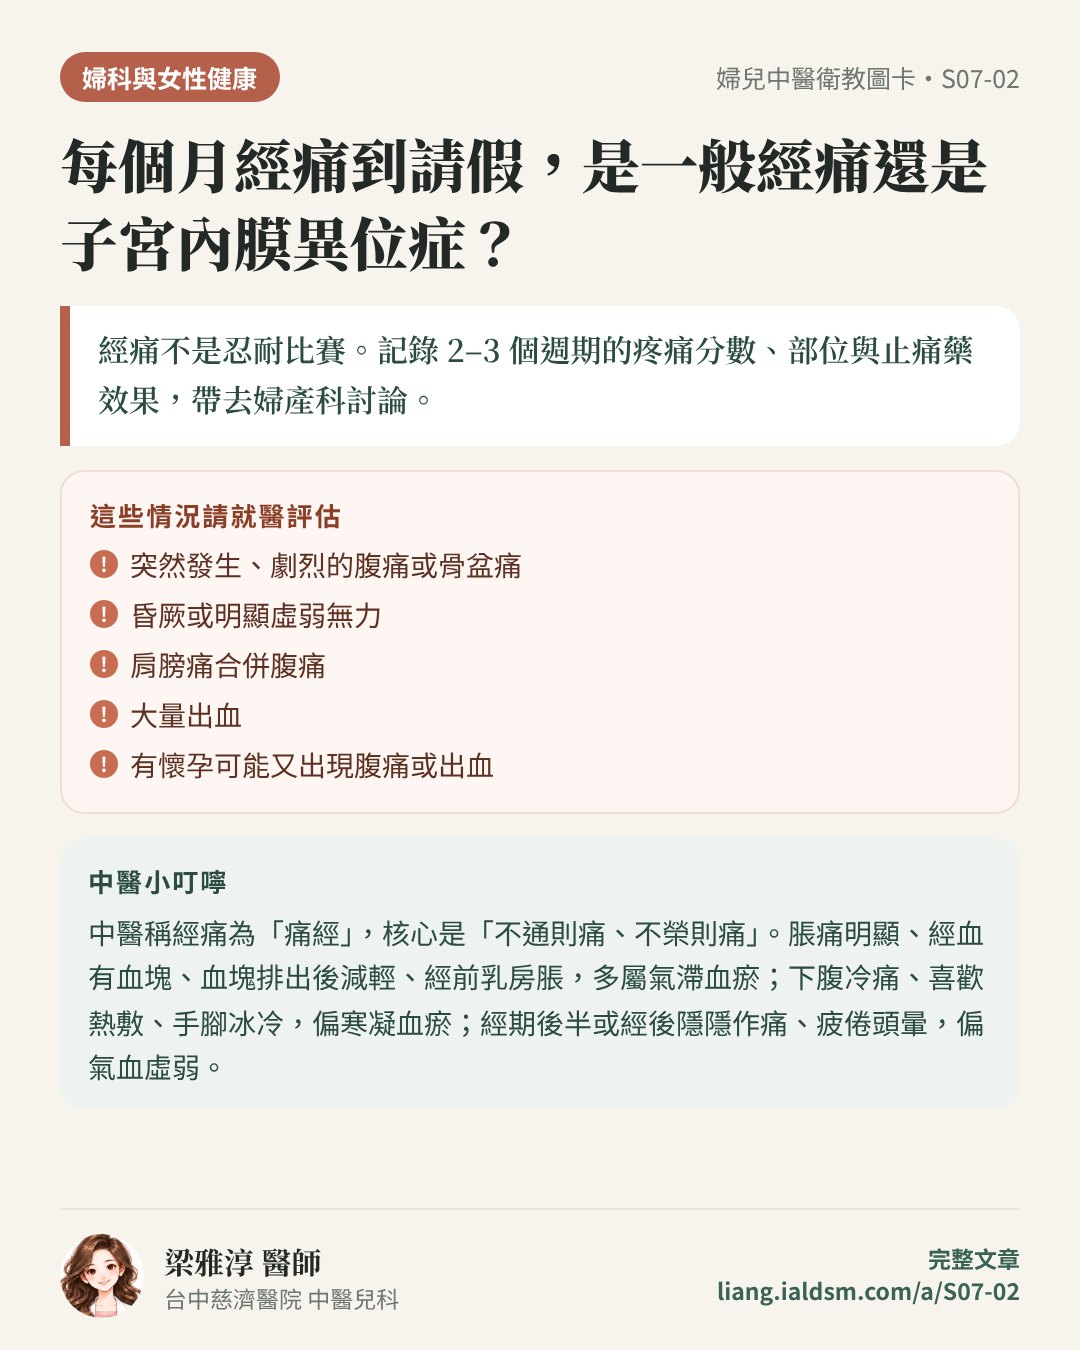 婦科與女性健康
婦兒中醫衛教圖卡・S07-02
每個月經痛到請假，是一般經痛還是
子宮內膜異位症？
經痛不是忍耐比賽。記錄 2–3 個週期的疼痛分數、部位與止痛藥
效果，帶去婦產科討論。
這些情況請就醫評估
! 突然發生、劇烈的腹痛或骨盆痛
! 昏厥或明顯虛弱無力
! 肩膀痛合併腹痛
! 大量出血
! 有懷孕可能又出現腹痛或出血
中醫小叮嚀
中醫稱經痛為「痛經」，核心是「不通則痛、不榮則痛」。脹痛明顯、經血
有血塊、血塊排出後減輕、經前乳房脹，多屬氣滯血瘀；下腹冷痛、喜歡
熱敷、手腳冰冷，偏寒凝血瘀；經期後半或經後隱隱作痛、疲倦頭暈，偏
氣血虛弱。
梁雅淳 醫師
台中慈濟醫院 中醫兒科
完整文章
liang.ialdsm.com/a/S07-02